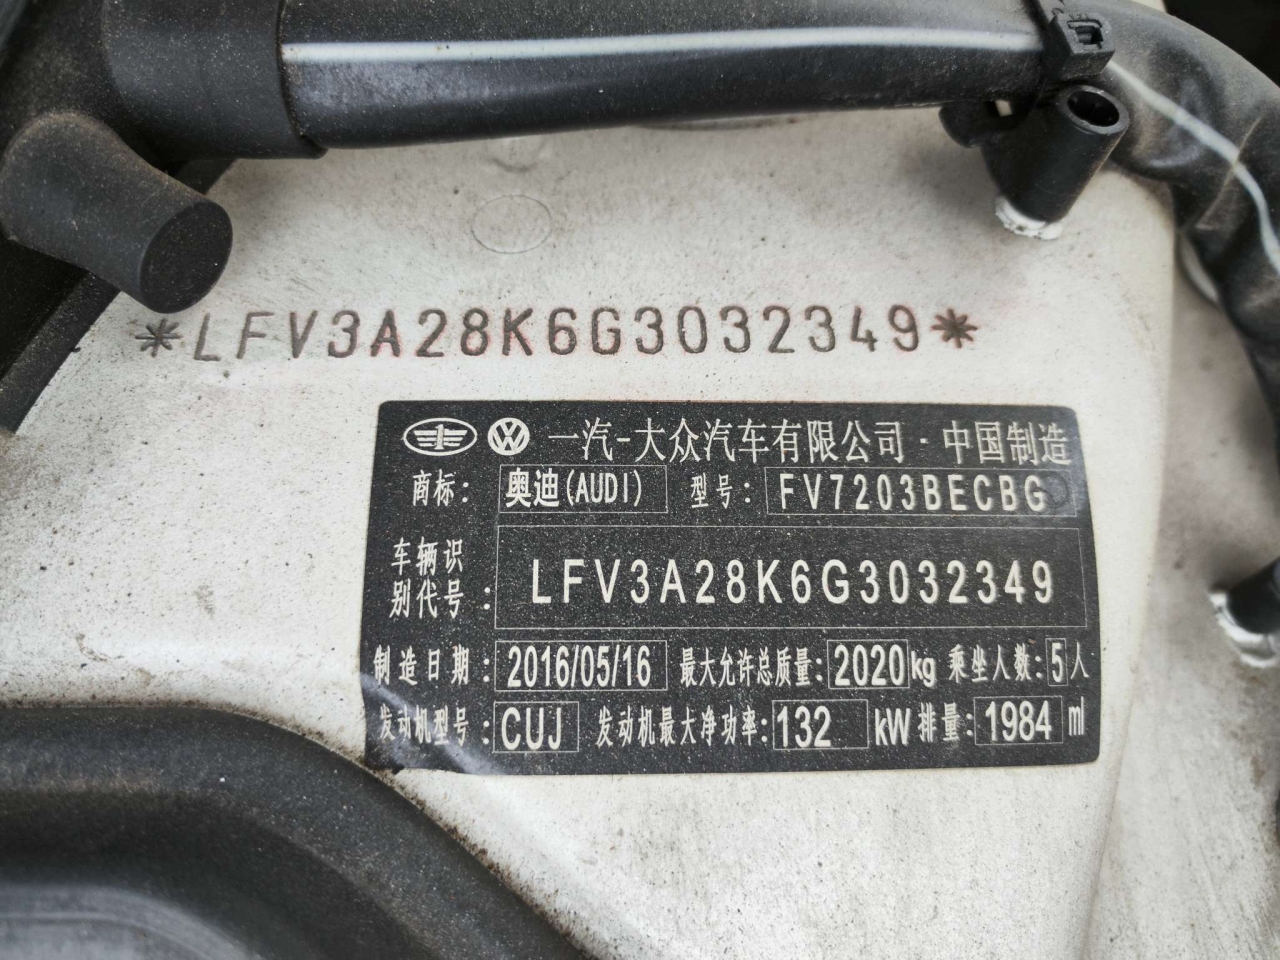 *LFV3A28K6G3032349*
一汽-大众汽车有限公司·中国制造
商标: 奥迪(AUDI) 型号: FV7203BECBG
车辆识别代号: LFV3A28K6G3032349
制造日期: 2016/05/16 最大允许总质量: 2020kg 乘坐人数: 5人
发动机型号: CUJ 发动机最大净功率: 132 kW 排量: 1984 ml